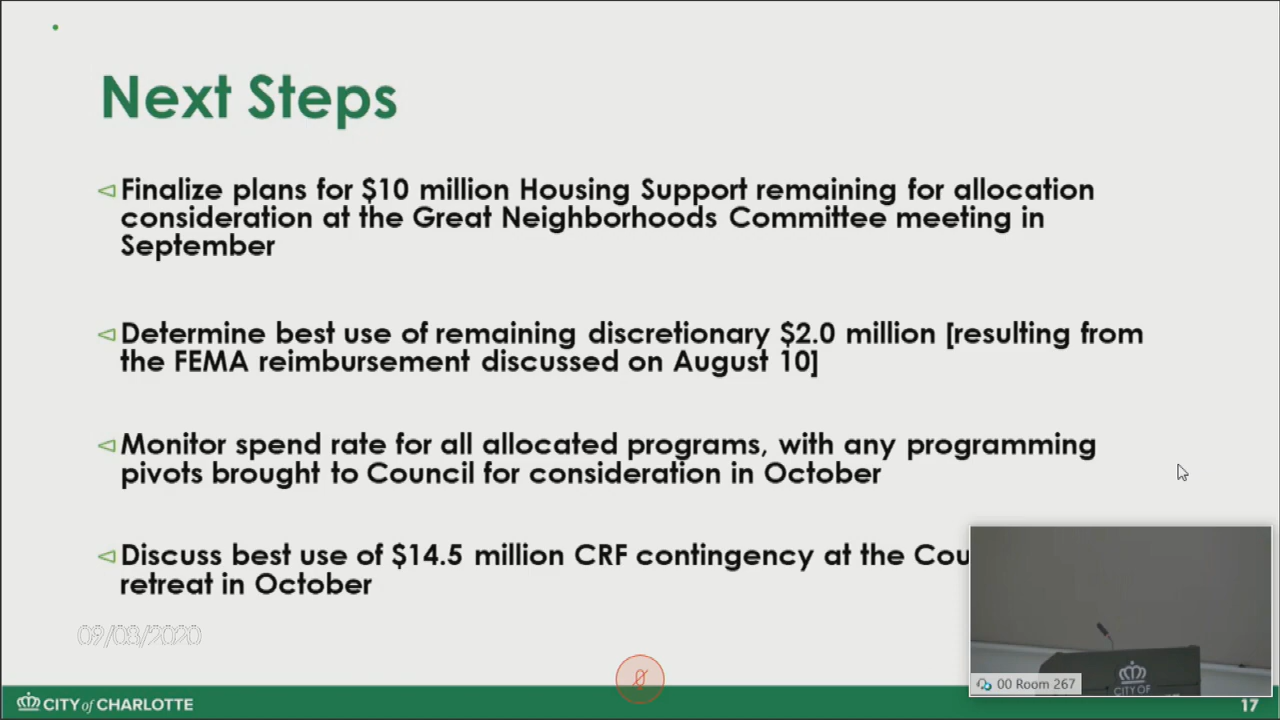 Next Steps
Finalize plans for $10 million Housing Support remaining for allocation
consideration at the Great Neighborhoods Committee meeting in
September
Determine best use of remaining discretionary $2.0 million [resulting from
the FEMA reimbursement discussed on August 10]
Monitor spend rate for all allocated programs, with any programming
pivots brought to Council for consideration in October
Discuss best use of $14.5 million CRF contingency at the
retreat in October
09/03/2020
00 Room 267
CITY OF
CITY of CHARLOTTE
17